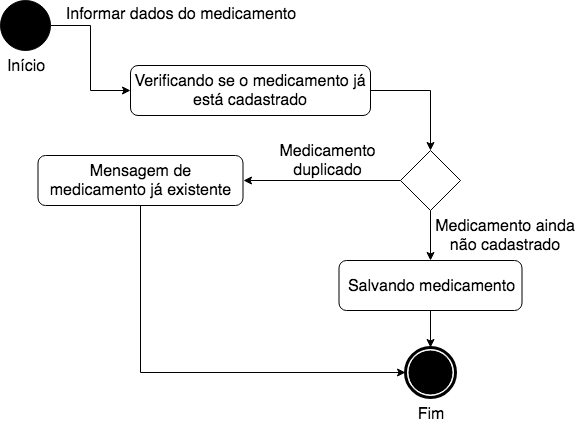 Informar dados do medicamento
Início
Verificando se o medicamento já
está cadastrado
Medicamento
duplicado
Mensagem de
medicamento já existente
Medicamento ainda
não cadastrado
Salvando medicamento
Fim